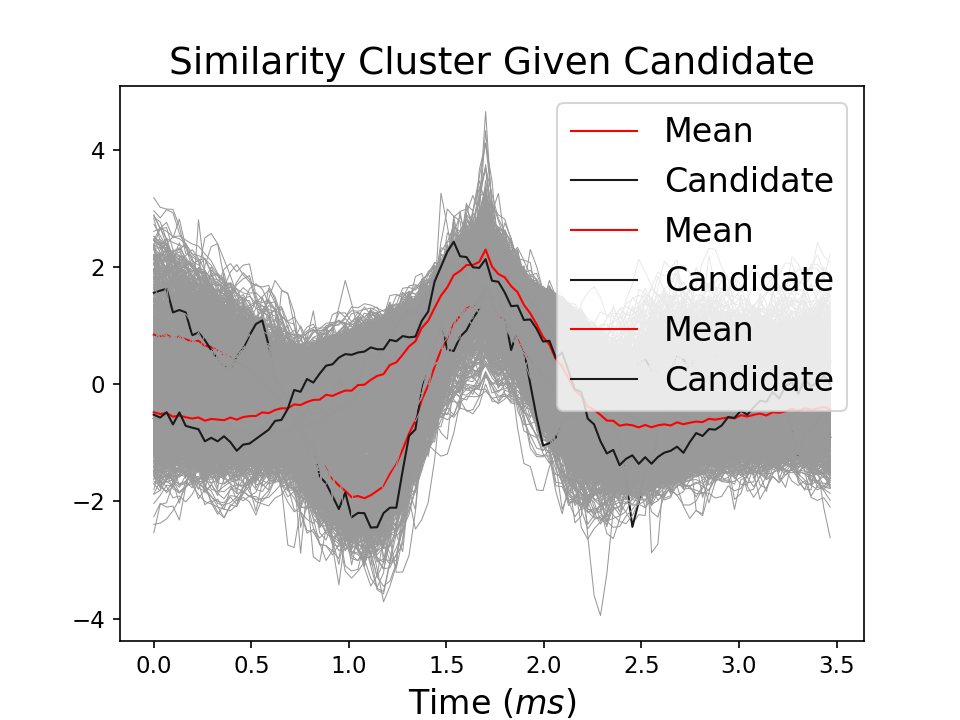 Similarity Cluster Given Candidate
Mean
Candidate
Mean
Candidate
Mean
Candidate
4
2
0
−2
−4
0.0 0.5 1.0 1.5 2.0 2.5 3.0 3.5
Time (ms)